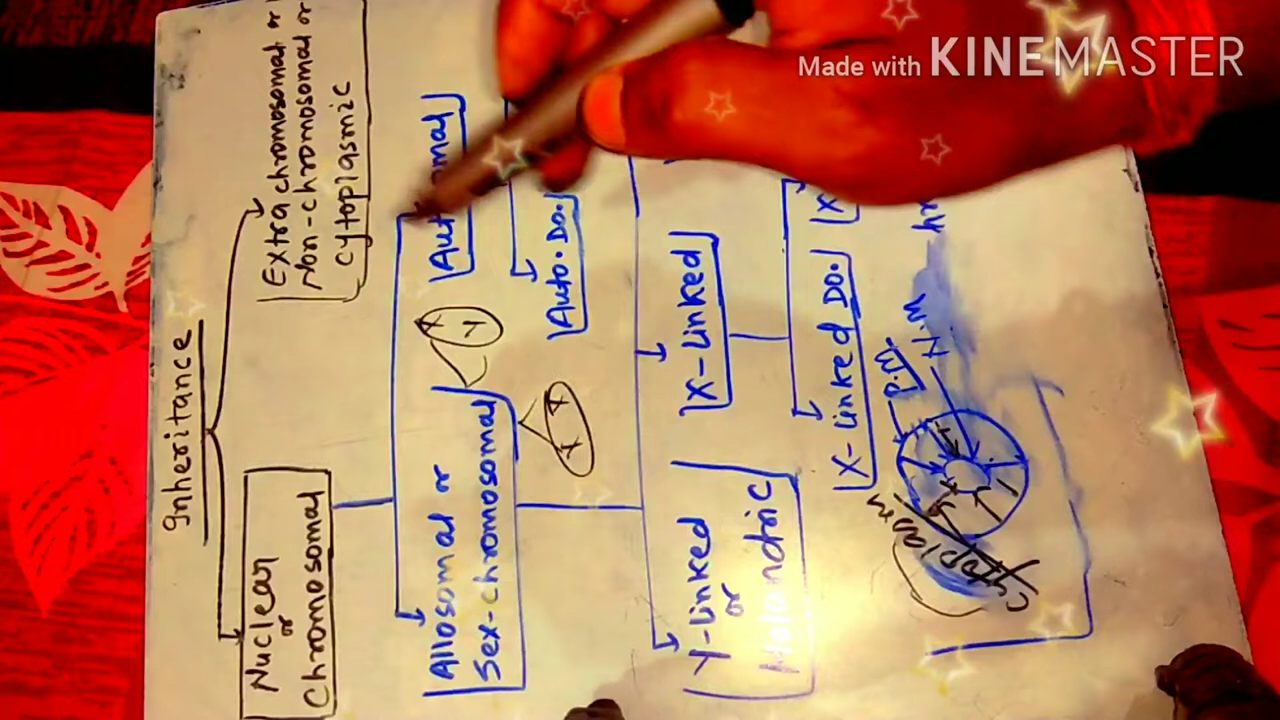 Made with KINEMASTER
Inheritance
Nuclear
or
Chromosomal
Extra chromosomal or
Non-chromosomal or
cytoplasmic
Allosomal or
Sex-chromosomal
X Y
X X
Auto. Do.
Y-linked
or
Holandric
X-Linked
X-linked Do.
P.M.
N.M
Cytoplasm